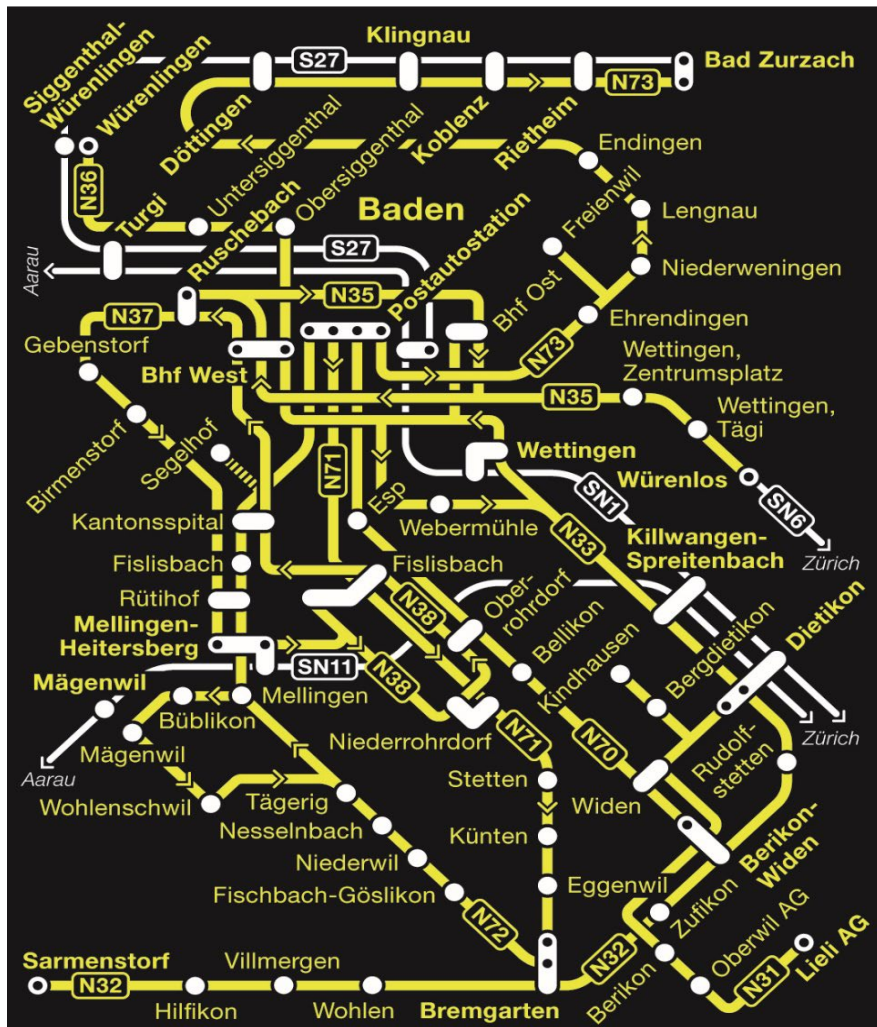 Siggenthal-
Würenlingen
Würenlingen
Klingnau
S27
Bad Zurzach
N73
Döttingen
Untersiggenthal
Obersiggenthal
Koblenz
Rietheim
Endingen
N36
Turgi
Ruschebach
Baden
Freienwil
Lengnau
Aarau
S27
Postautostation
Niederweningen
N37
N35
Bhf Ost
Ehrendingen
Gebenstorf
N73
Bhf West
Wettingen,
Zentrumsplatz
N35
Wettingen,
Tägi
Birmenstorf
Segelhof
N71
Wettingen
Würenlos
Esp
SN1
SN6
Kantonsspital
Webermühle
N33
Killwangen-
Spreitenbach
Zürich
Fislisbach
Fislisbach
Rütihof
N38
Ober-
rohrdorf
Mellingen-
Heitersberg
SN11
Bellikon
Kindhausen
Bergdietikon
Dietikon
Mägenwil
N38
Büblikon
Mellingen
Niederrohrdorf
N71
N70
Zürich
Mägenwil
Aarau
Stetten
Rudolf-
stetten
Wohlenschwil
Tägerig
Widen
Nesselnbach
Künten
Berikon-
Widen
Niederwil
Eggenwil
Fischbach-Göslikon
Zufikon
N72
Oberwil AG
Sarmenstorf
Villmergen
N32
Lieli AG
N32
Berikon
N31
Hilfikon
Wohlen
Bremgarten